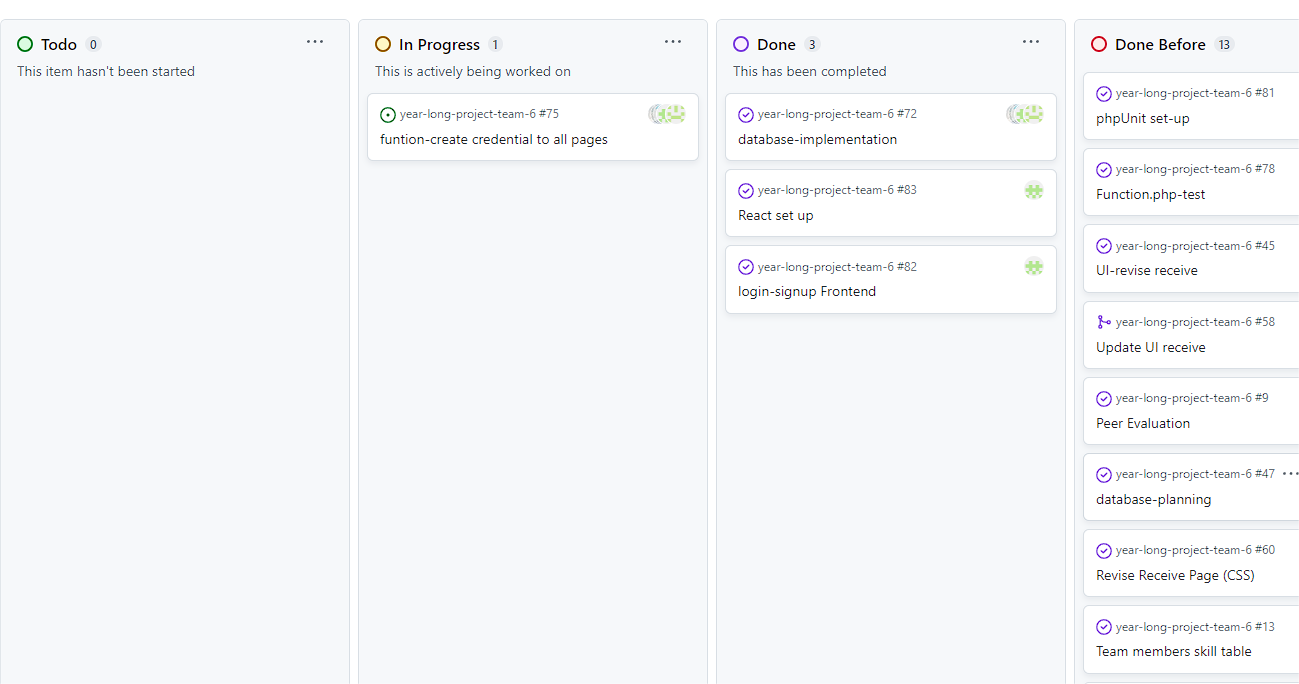 Todo 0
This item hasn't been started
In Progress 1
This is actively being worked on
year-long-project-team-6 #75
funtion-create credential to all pages
Done 3
This has been completed
year-long-project-team-6 #72
database-implementation
year-long-project-team-6 #83
React set up
year-long-project-team-6 #82
login-signup Frontend
Done Before 13
year-long-project-team-6 #81
phpUnit set-up
year-long-project-team-6 #78
Function.php-test
year-long-project-team-6 #45
UI-revise receive
year-long-project-team-6 #58
Update UI receive
year-long-project-team-6 #9
Peer Evaluation
year-long-project-team-6 #47
database-planning
year-long-project-team-6 #60
Revise Receive Page (CSS)
year-long-project-team-6 #13
Team members skill table